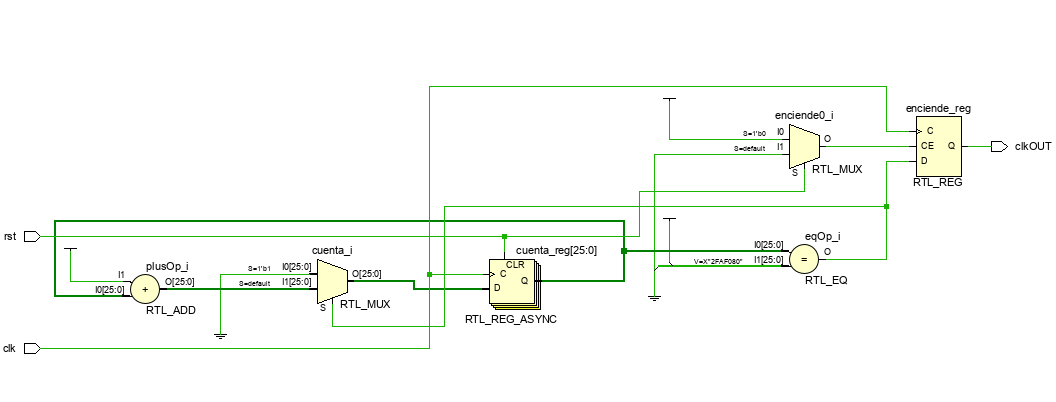 enciende_reg
enciende0_i
S=1'b0
I0
O
C
S=default
I1
CE
Q
clkOUT
D
S
RTL_MUX
RTL_REG
rst
cuenta_i
cuenta_reg[25:0]
eqOp_i
plusOp_i
S=1'b1
I0[25:0]
CLR
I0[25:0]
O
I1
O[25:0]
S=default
I1[25:0]
O[25:0]
C
Q
V=X"2FAF080"
I1[25:0]
I0[25:0]
D
S
RTL_MUX
RTL_EQ
+
=
RTL_ADD
RTL_REG_ASYNC
clk